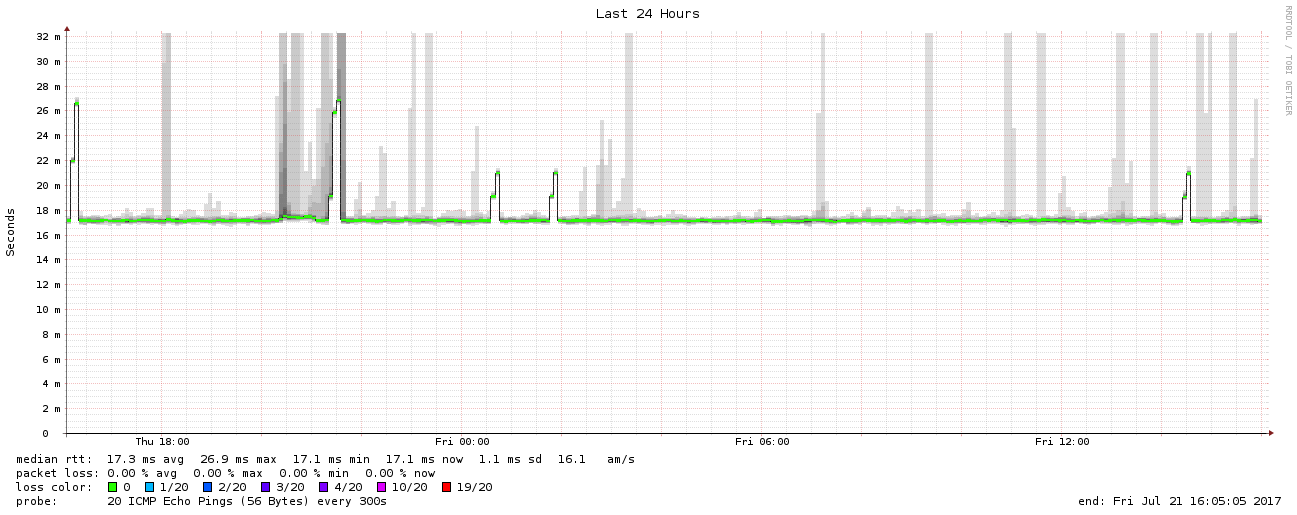 Last 24 Hours
RRDTOOL / TOBI OETIKER
Seconds
32 m
30 m
28 m
26 m
24 m
22 m
20 m
18 m
16 m
14 m
12 m
10 m
8 m
6 m
4 m
2 m
0
Thu 18:00 Fri 00:00 Fri 06:00 Fri 12:00
median rtt: 17.3 ms avg 26.9 ms max 17.1 ms min 17.1 ms now 1.1 ms sd 16.1 am/s
packet loss: 0.00 % avg 0.00 % max 0.00 % min 0.00 % now
loss color: 0 1/20 2/20 3/20 4/20 10/20 19/20
probe: 20 ICMP Echo Pings (56 Bytes) every 300s end: Fri Jul 21 16:05:05 2017